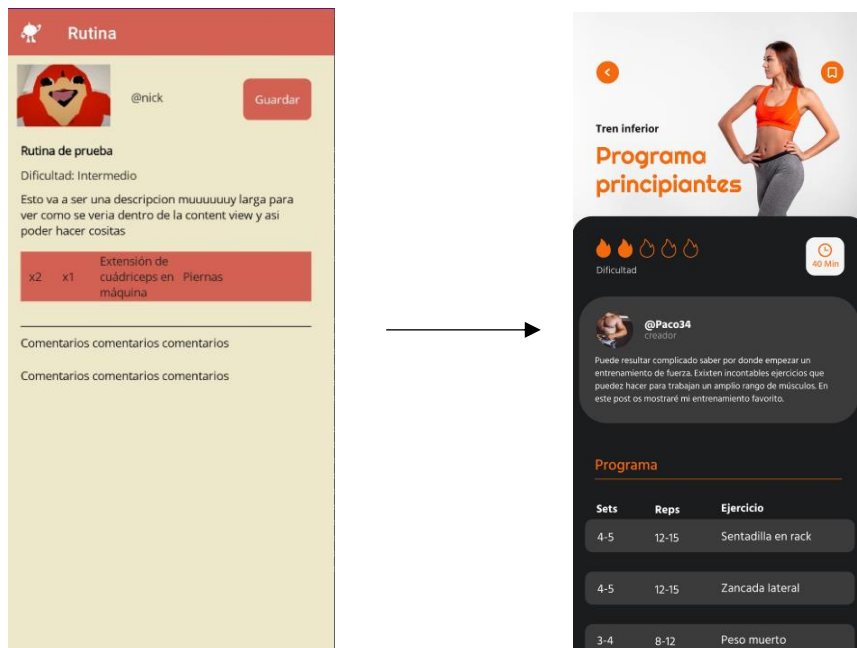 Rutina
@nick
Guardar
Rutina de prueba
Dificultad: Intermedio
Esto va a ser una descripcion muuuuuuy larga para
ver como se veria dentro de la content view y asi
poder hacer cositas
x2 x1 Extensión de
cuádriceps en Piernas
máquina
Comentarios comentarios comentarios
Comentarios comentarios comentarios
Tren inferior
Programa
principiantes
Dificultad
40 Min
@Paco34
creador
Puede resultar complicado saber por donde empezar un
entrenamiento de fuerza. Exixten incontables ejercicios que
puedez hacer para trabajan un amplio rango de músculos. En
este post os mostraré mi entrenamiento favorito.
Programa
Sets Reps Ejercicio
4-5 12-15 Sentadilla en rack
4-5 12-15 Zancada lateral
3-4 8-12 Peso muerto